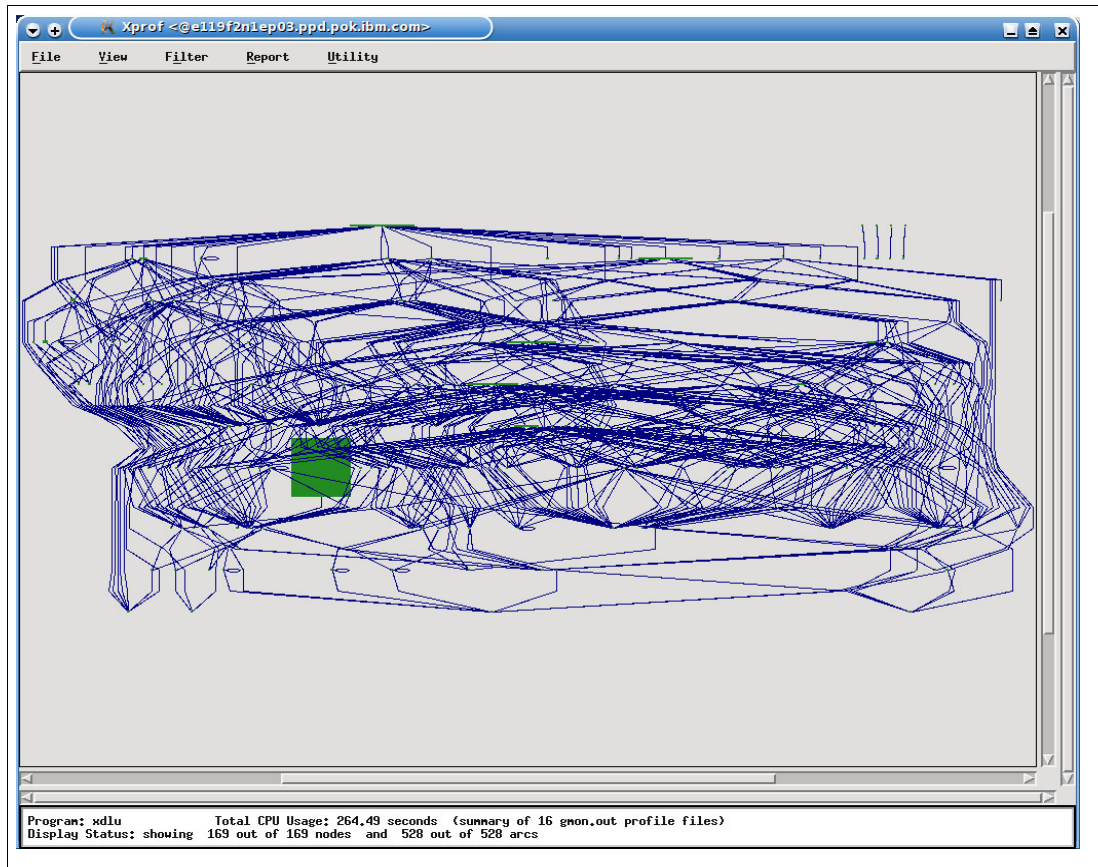 Xprof <@e119f2n1ep03.ppd.pok.ibm.com>
File View Filter Report Utility
Program: xdlu Total CPU Usage: 264.49 seconds (summary of 16 gmon.out profile files)
Display Status: showing 169 out of 169 nodes and 528 out of 528 arcs